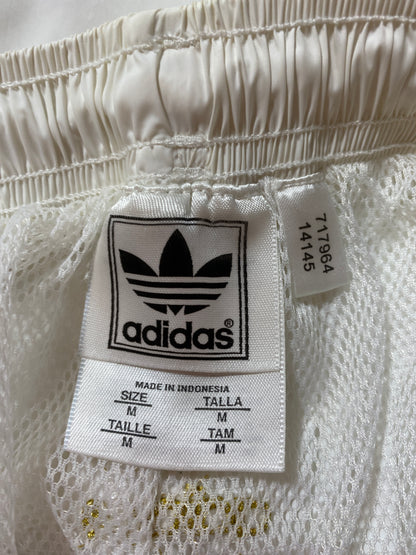 adidas®
MADE IN INDONESIA
SIZE TALLA
M M
TAILLE TAM
M M
717964
14145